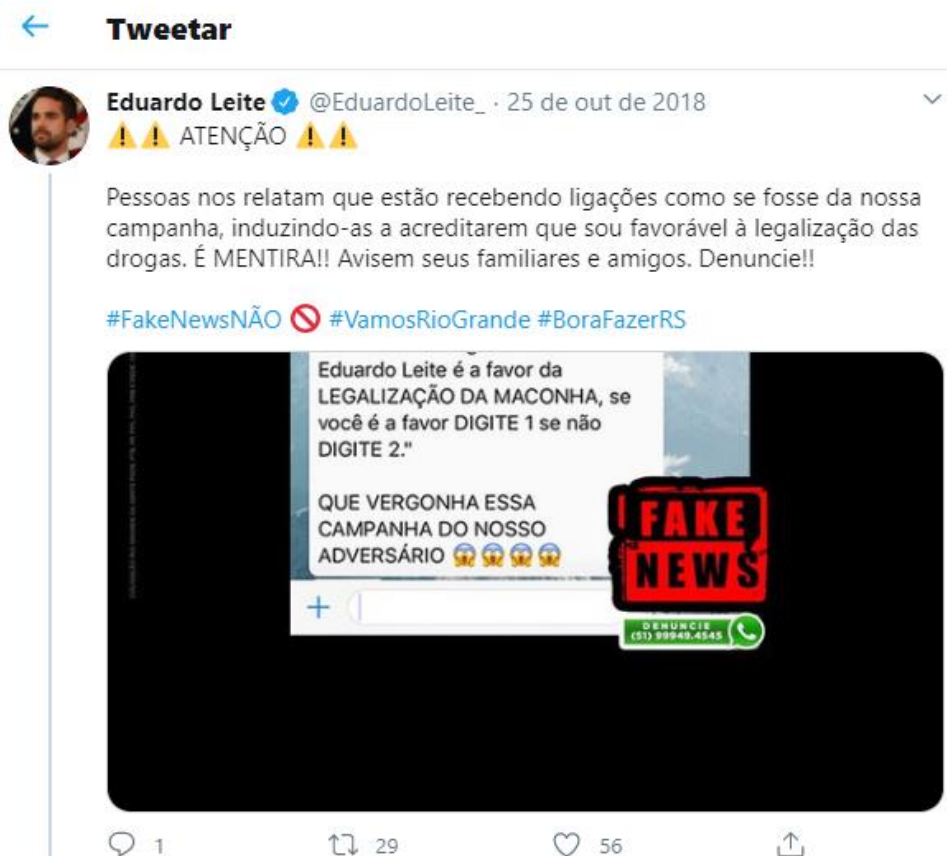 Tweetar
Eduardo Leite @EduardoLeite_ · 25 de out de 2018
⚠️⚠️ ATENÇÃO ⚠️⚠️
Pessoas nos relatam que estão recebendo ligações como se fosse da nossa
campanha, induzindo-as a acreditarem que sou favorável à legalização das
drogas. É MENTIRA!! Avisem seus familiares e amigos. Denuncie!!
#FakeNewsNÃO 🚫 #VamosRioGrande #BoraFazerRS
Eduardo Leite é a favor da
LEGALIZAÇÃO DA MACONHA, se
você é a favor DIGITE 1 se não
DIGITE 2."
QUE VERGONHA ESSA
CAMPANHA DO NOSSO
ADVERSÁRIO 😱😱😱😱
FAKE
NEWS
DENUNCIE
(51) 99949.4545
1 29 56